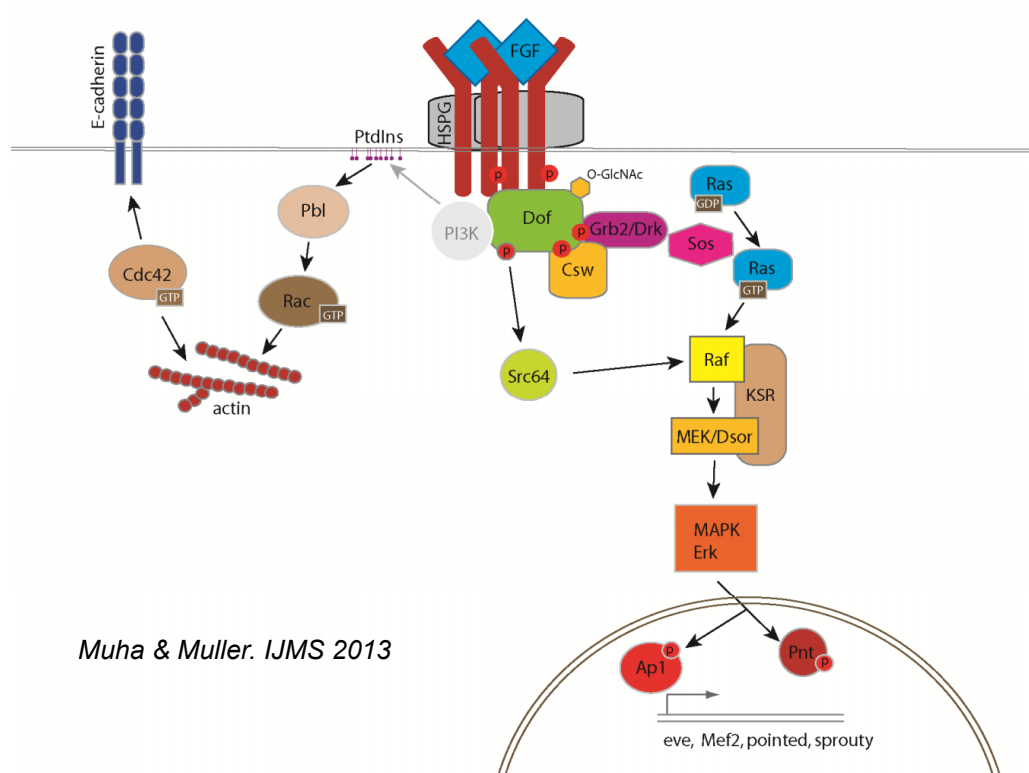 E-cadherin
FGF
HSPG
PtdIns
P
P
O-GlcNAc
Ras
GDP
Pbl
PI3K
Dof
P
Grb2/Drk
Sos
P
P
Csw
Ras
GTP
Cdc42
GTP
Rac
GTP
actin
Src64
Raf
KSR
MEK/Dsor
MAPK
Erk
Muha & Muller. IJMS 2013
Ap1
P
Pnt
P
eve, Mef2, pointed, sprouty